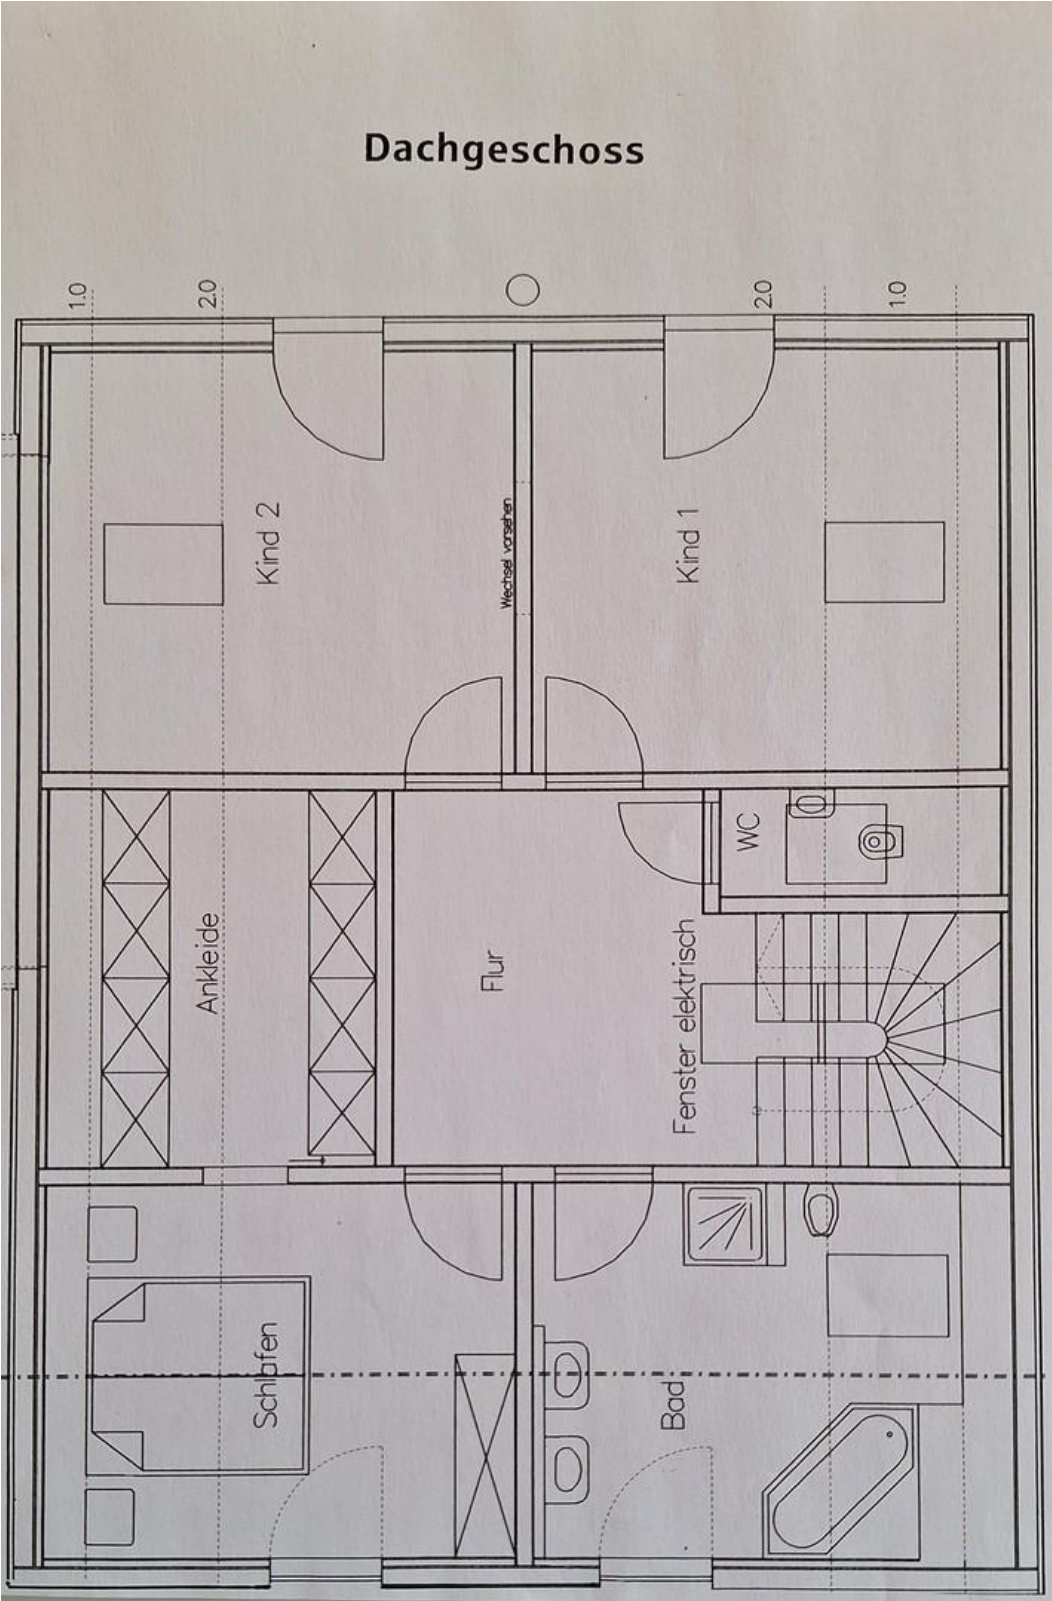 Dachgeschoss
1.0
2.0
2.0
1.0
Kind 2
Wechsel vorsehen
Kind 1
WC
Ankleide
Flur
Fenster elektrisch
Schlafen
Bad